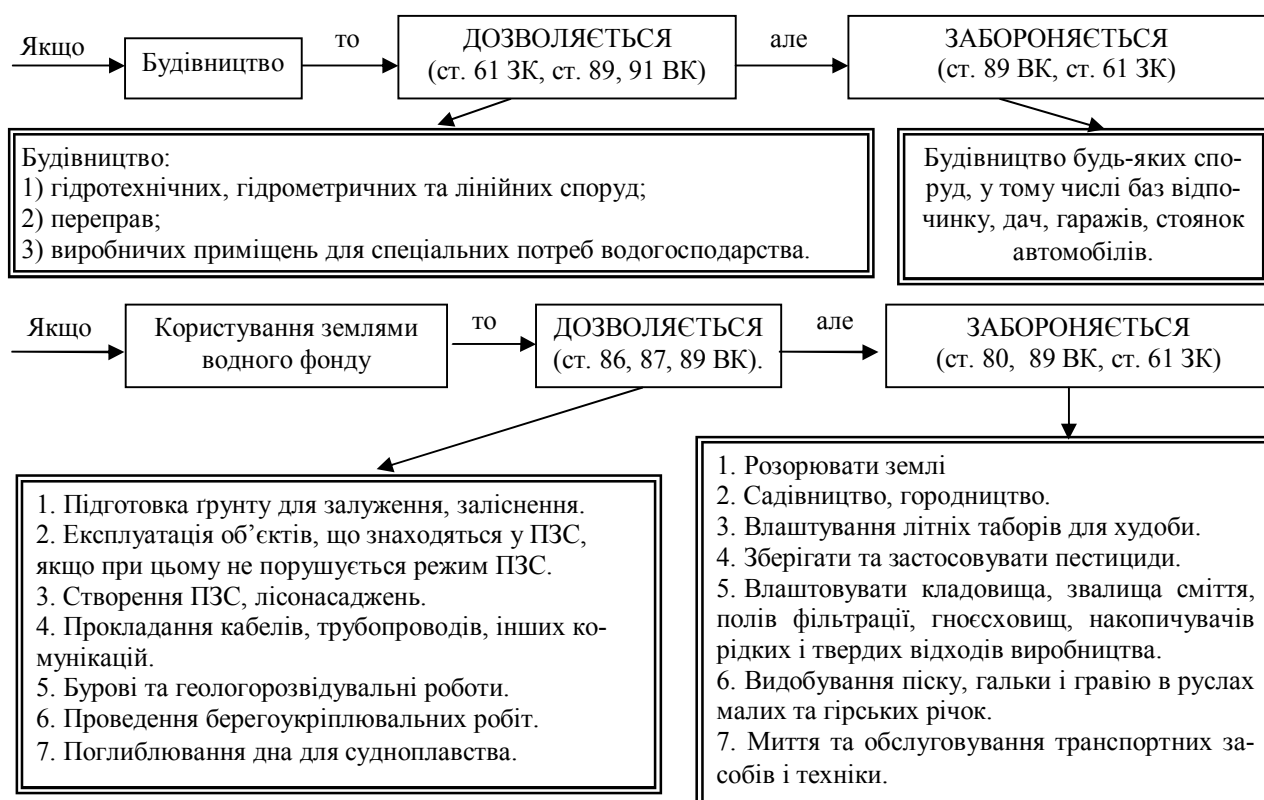 Якщо
Будівництво
то
ДОЗВОЛЯЄТЬСЯ
(ст. 61 ЗК, ст. 89, 91 ВК)
але
ЗАБОРОНЯЄТЬСЯ
(ст. 89 ВК, ст. 61 ЗК)
Будівництво:
1) гідротехнічних, гідрометричних та лінійних споруд;
2) переправ;
3) виробничих приміщень для спеціальних потреб водогосподарства.
Будівництво будь-яких спо-
руд, у тому числі баз відпо-
чинку, дач, гаражів, стоянок
автомобілів.
Якщо
Користування землями
водного фонду
то
ДОЗВОЛЯЄТЬСЯ
(ст. 86, 87, 89 ВК).
але
ЗАБОРОНЯЄТЬСЯ
(ст. 80, 89 ВК, ст. 61 ЗК)
1. Підготовка ґрунту для залуження, заліснення.
2. Експлуатація об’єктів, що знаходяться у ПЗС,
якщо при цьому не порушується режим ПЗС.
3. Створення ПЗС, лісонасаджень.
4. Прокладання кабелів, трубопроводів, інших ко-
мунікацій.
5. Бурові та геологорозвідувальні роботи.
6. Проведення берегоукріплювальних робіт.
7. Поглиблювання дна для судноплавства.
1. Розорювати землі
2. Садівництво, городництво.
3. Влаштування літніх таборів для худоби.
4. Зберігати та застосовувати пестициди.
5. Влаштовувати кладовища, звалища сміття,
полів фільтрації, гноєсховищ, накопичувачів
рідких і твердих відходів виробництва.
6. Видобування піску, гальки і гравію в руслах
малих та гірських річок.
7. Миття та обслуговування транспортних за-
собів і техніки.